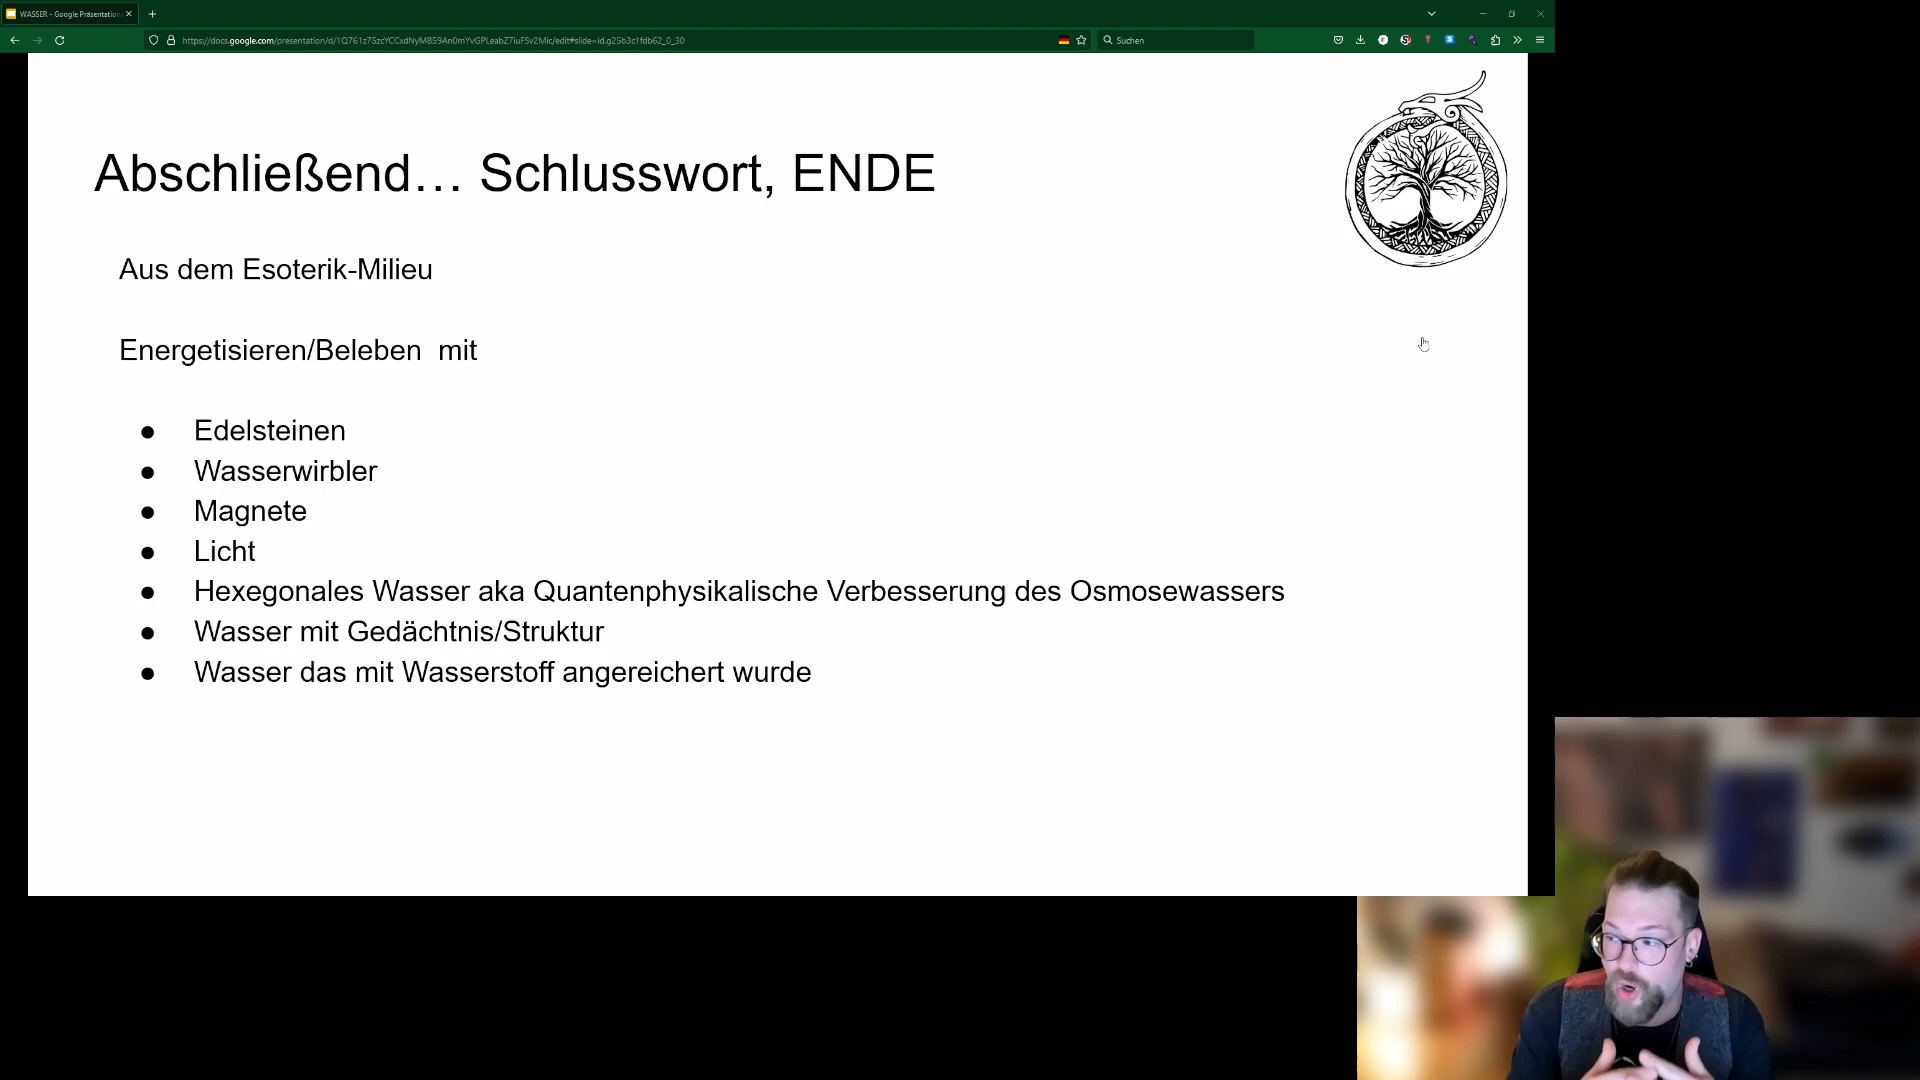 WASSER - Google Präsentation
https://docs.google.com/presentation/d/1Q761z75zcYCCxdNyMB59An0mYvGPLeabZ7iuFSv2Mic/edit#slide=id.g25b3c1fdb62_0_30
Suchen
Abschließend… Schlusswort, ENDE
Aus dem Esoterik-Milieu
Energetisieren/Beleben mit
● Edelsteinen
● Wasserwirbler
● Magnete
● Licht
● Hexegonales Wasser aka Quantenphysikalische Verbesserung des Osmosewassers
● Wasser mit Gedächtnis/Struktur
● Wasser das mit Wasserstoff angereichert wurde